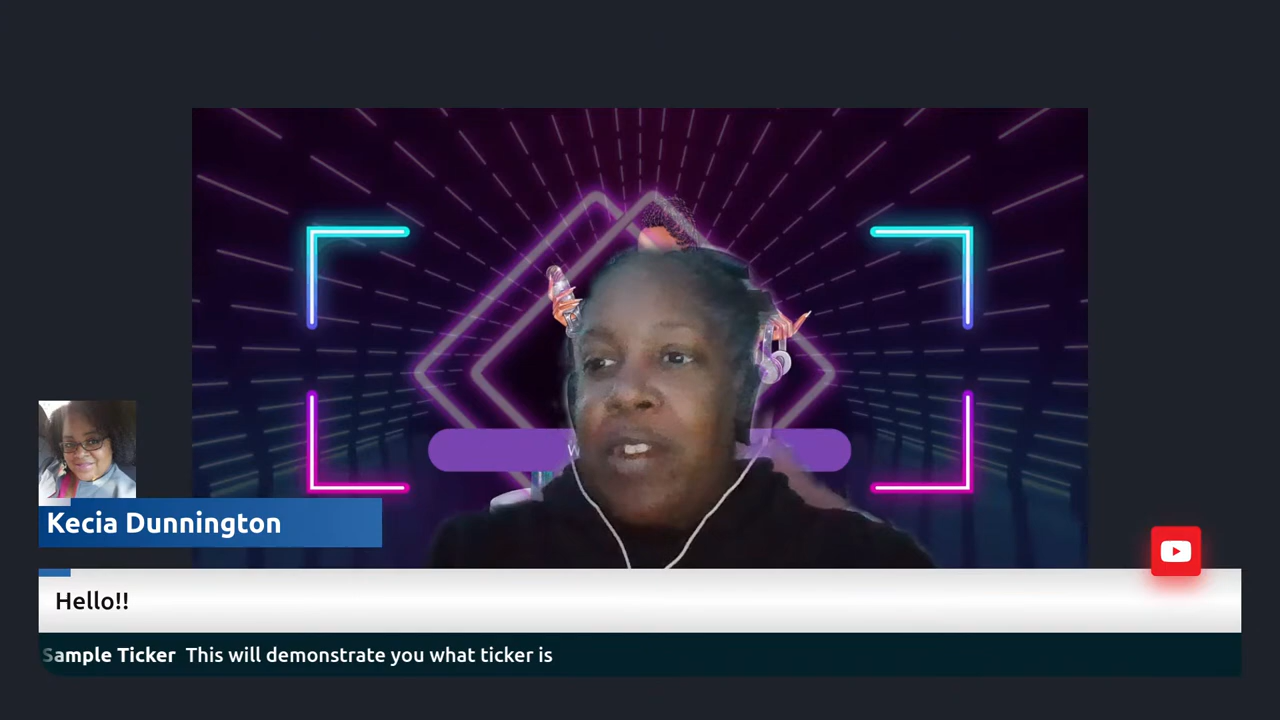 Kecia Dunnington
Hello!!
Sample Ticker This will demonstrate you what ticker is